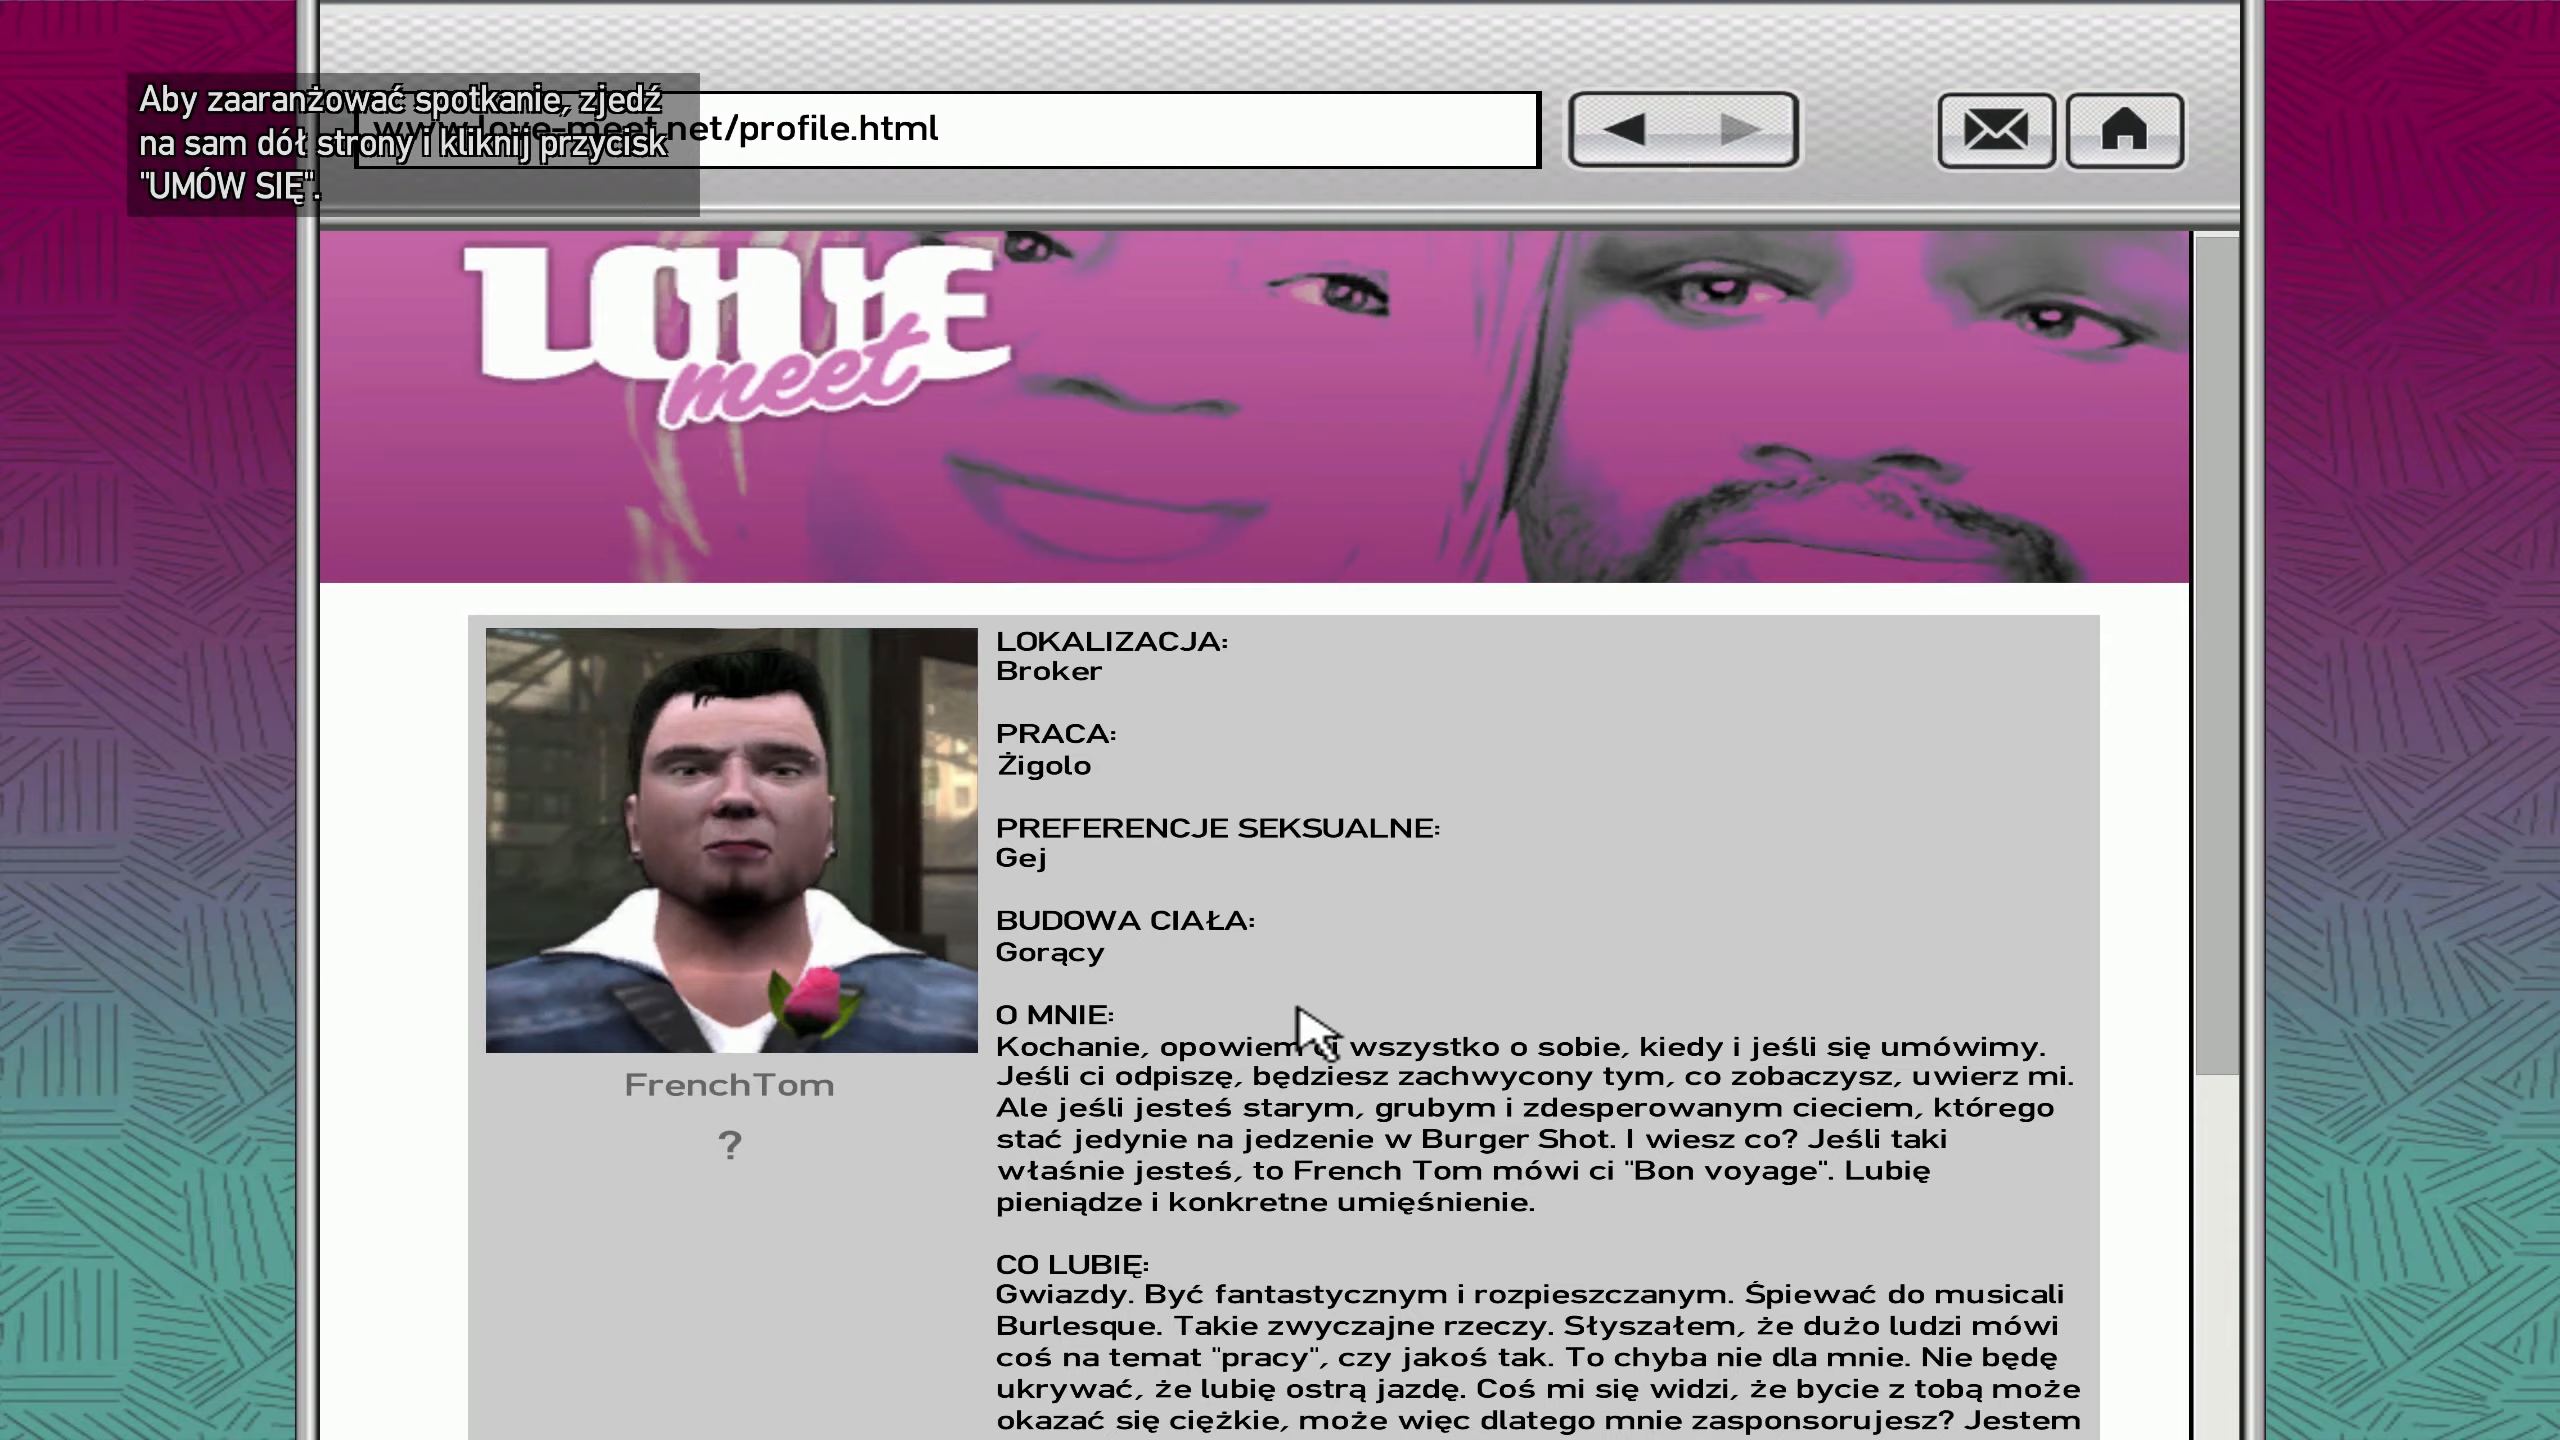 Aby zaaranżować spotkanie, zjedź
na sam dół strony i kliknij przycisk
"UMÓW SIĘ".
www.love-meet.net/profile.html
LOVE
meet
LOKALIZACJA:
Broker
PRACA:
Żigolo
PREFERENCJE SEKSUALNE:
Gej
BUDOWA CIAŁA:
Gorący
O MNIE:
Kochanie, opowiem ci wszystko o sobie, kiedy i jeśli się umówimy.
Jeśli ci odpiszę, będziesz zachwycony tym, co zobaczysz, uwierz mi.
Ale jeśli jesteś starym, grubym i zdesperowanym cieciem, którego
stać jedynie na jedzenie w Burger Shot. I wiesz co? Jeśli taki
właśnie jesteś, to French Tom mówi ci "Bon voyage". Lubię
pieniądze i konkretne umięśnienie.
FrenchTom
?
CO LUBIĘ:
Gwiazdy. Być fantastycznym i rozpieszczanym. Śpiewać do musicali
Burlesque. Takie zwyczajne rzeczy. Słyszałem, że dużo ludzi mówi
coś na temat "pracy", czy jakoś tak. To chyba nie dla mnie. Nie będę
ukrywać, że lubię ostrą jazdę. Coś mi się widzi, że bycie z tobą może
okazać się ciężkie, może więc dlatego mnie zasponsorujesz? Jestem